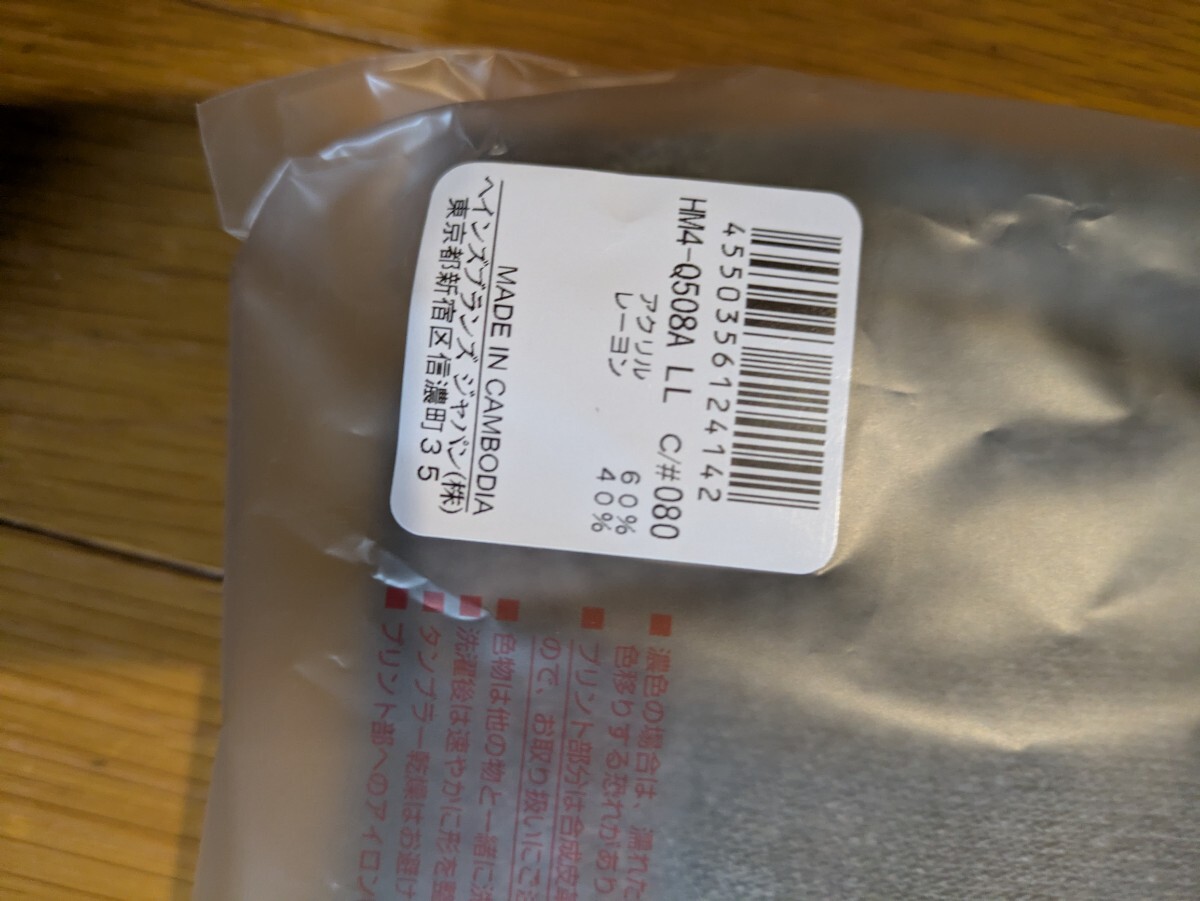 4550356124142
HM4-Q508A LL C/#080
アクリル 60%
レーヨン 40%
MADE IN CAMBODIA
ヘインズブランズ ジャパン(株)
東京都新宿区信濃町35
■濃色の場合は、濡れた
色移りする恐れがあり
■プリント部分は合成皮革
ので、お取り扱いにご注
■色物は他の物と一緒に洗
■洗濯後は速やかに形を整
■タンブラー乾燥はお避け
■プリント部へのアイロン